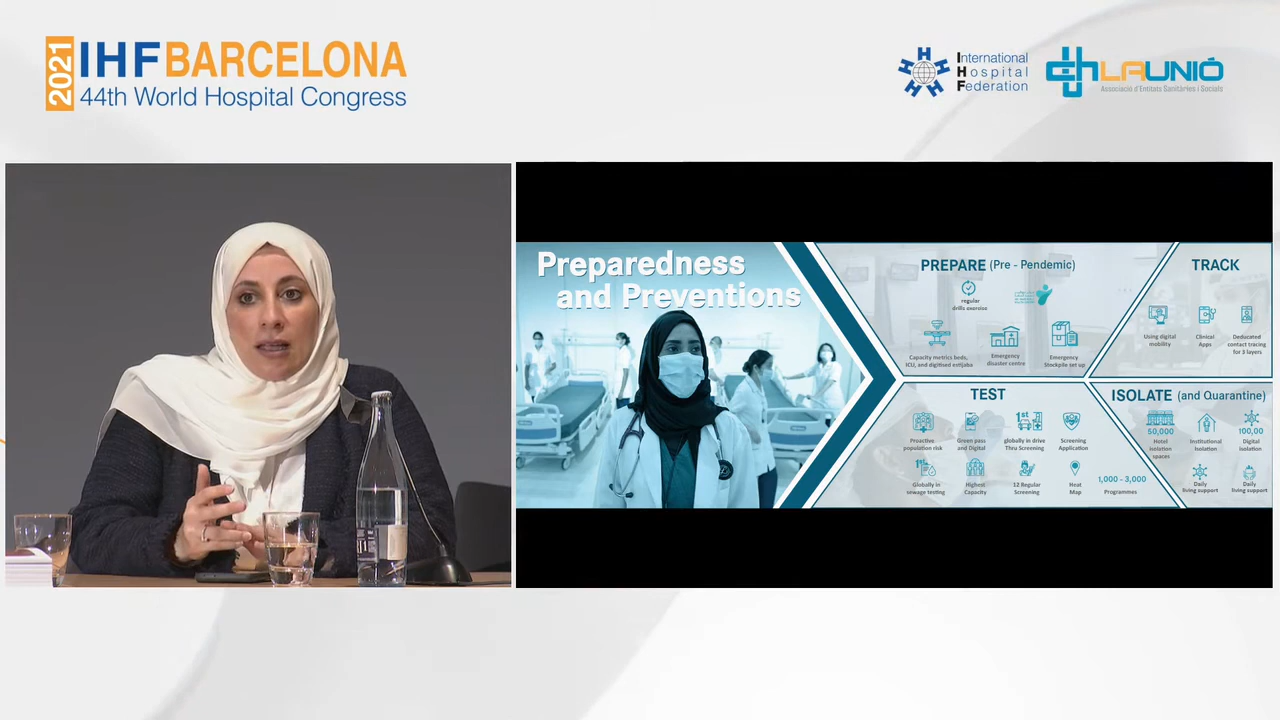 2021
IHF BARCELONA
44th World Hospital Congress
International
Hospital
Federation
LAUNIÓ
Associació d'Entitats Sanitàries i Socials
Preparedness
and Preventions
PREPARE (Pre - Pendemic)
regular
drills exercise
Capacity metrics beds,
ICU, and digitised entjabs
Emergency
disaster centre
Emergency
Stockpile set up
TRACK
Using digital
mobility
Clinical
Apps
Deducated
contact tracing
for 3 layers
TEST
Proactive
population risk
Green pass
and Digital
1st
globally in drive
Thru Screening
Screening
Application
1st
Globally in
sewage testing
Highest
Capacity
12 Regular
Screening
Heat
Map
1,000 - 3,000
Programmes
ISOLATE (and Quarantine)
50,000
Hotel
isolation
spaces
Institutional
Isolation
100,00
Digital
Isolation
Daily
living support
Daily
living support